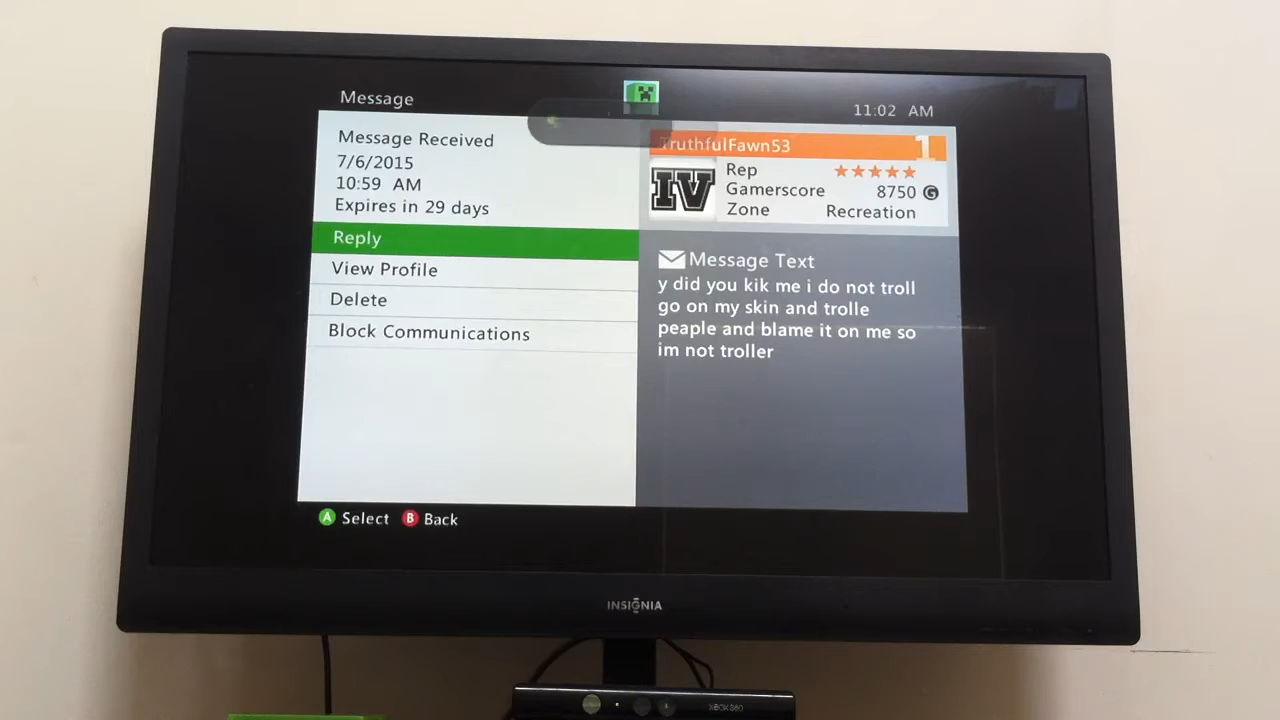 Message
11:02 AM
Message Received
7/6/2015
10:59 AM
Expires in 29 days
Reply
View Profile
Delete
Block Communications
TruthfulFawn53
1
IV
Rep
Gamerscore 8750 G
Zone Recreation
Message Text
y did you kik me i do not troll
go on my skin and trolle
peaple and blame it on me so
im not troller
A Select B Back
INSIGNIA
XBOX 360